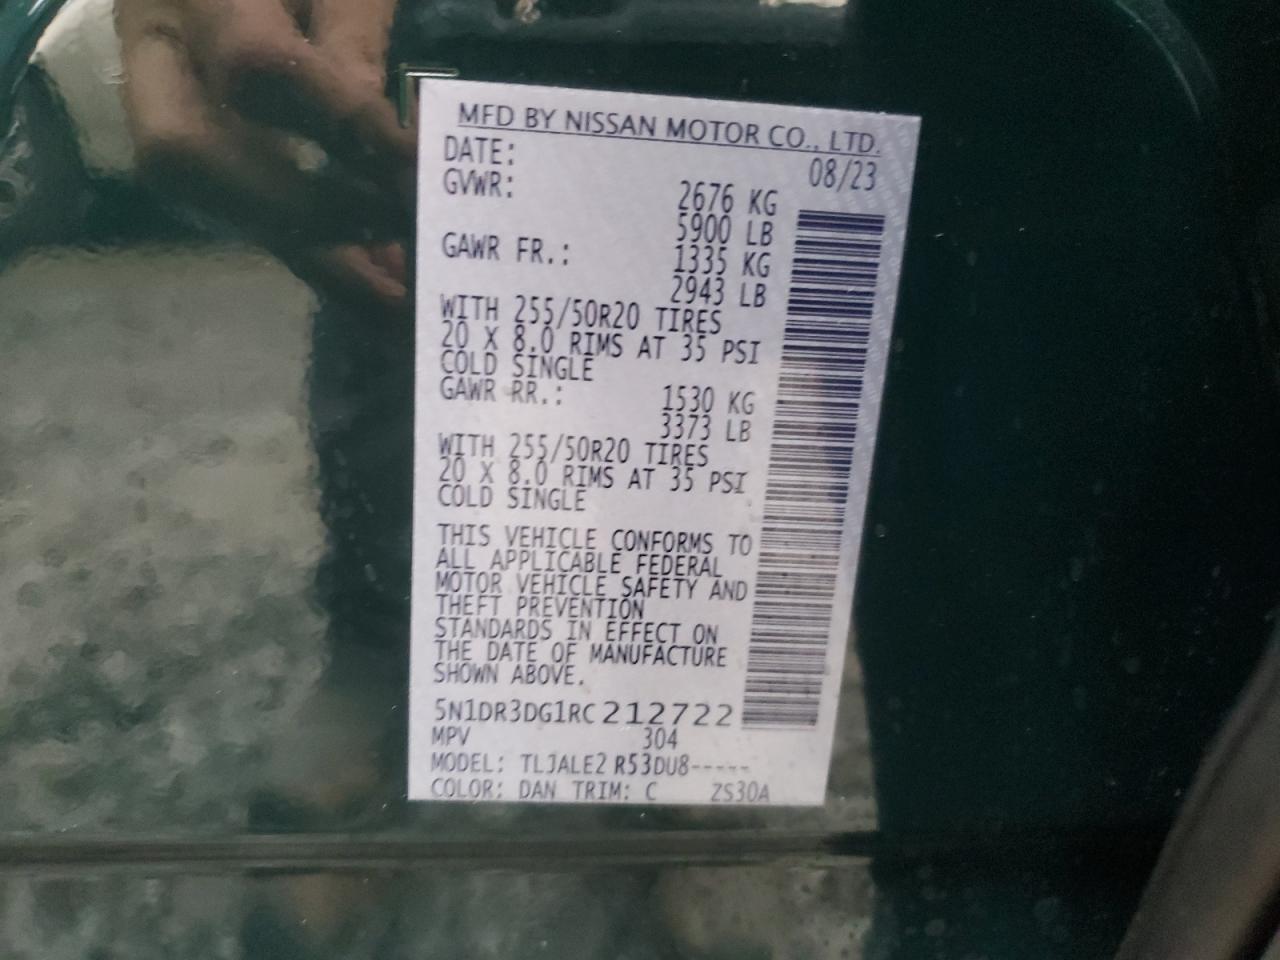 MFD BY NISSAN MOTOR CO., LTD.
DATE: 08/23
GVWR: 2676 KG
5900 LB
GAWR FR.: 1335 KG
2943 LB
WITH 255/50R20 TIRES
20 X 8.0 RIMS AT 35 PSI
COLD SINGLE
GAWR RR.: 1530 KG
3373 LB
WITH 255/50R20 TIRES
20 X 8.0 RIMS AT 35 PSI
COLD SINGLE
THIS VEHICLE CONFORMS TO
ALL APPLICABLE FEDERAL
MOTOR VEHICLE SAFETY AND
THEFT PREVENTION
STANDARDS IN EFFECT ON
THE DATE OF MANUFACTURE
SHOWN ABOVE.
5N1DR3DG1RC212722
MPV 304
MODEL: TLJALE2 R53DU8-----
COLOR: DAN TRIM: C ZS30A